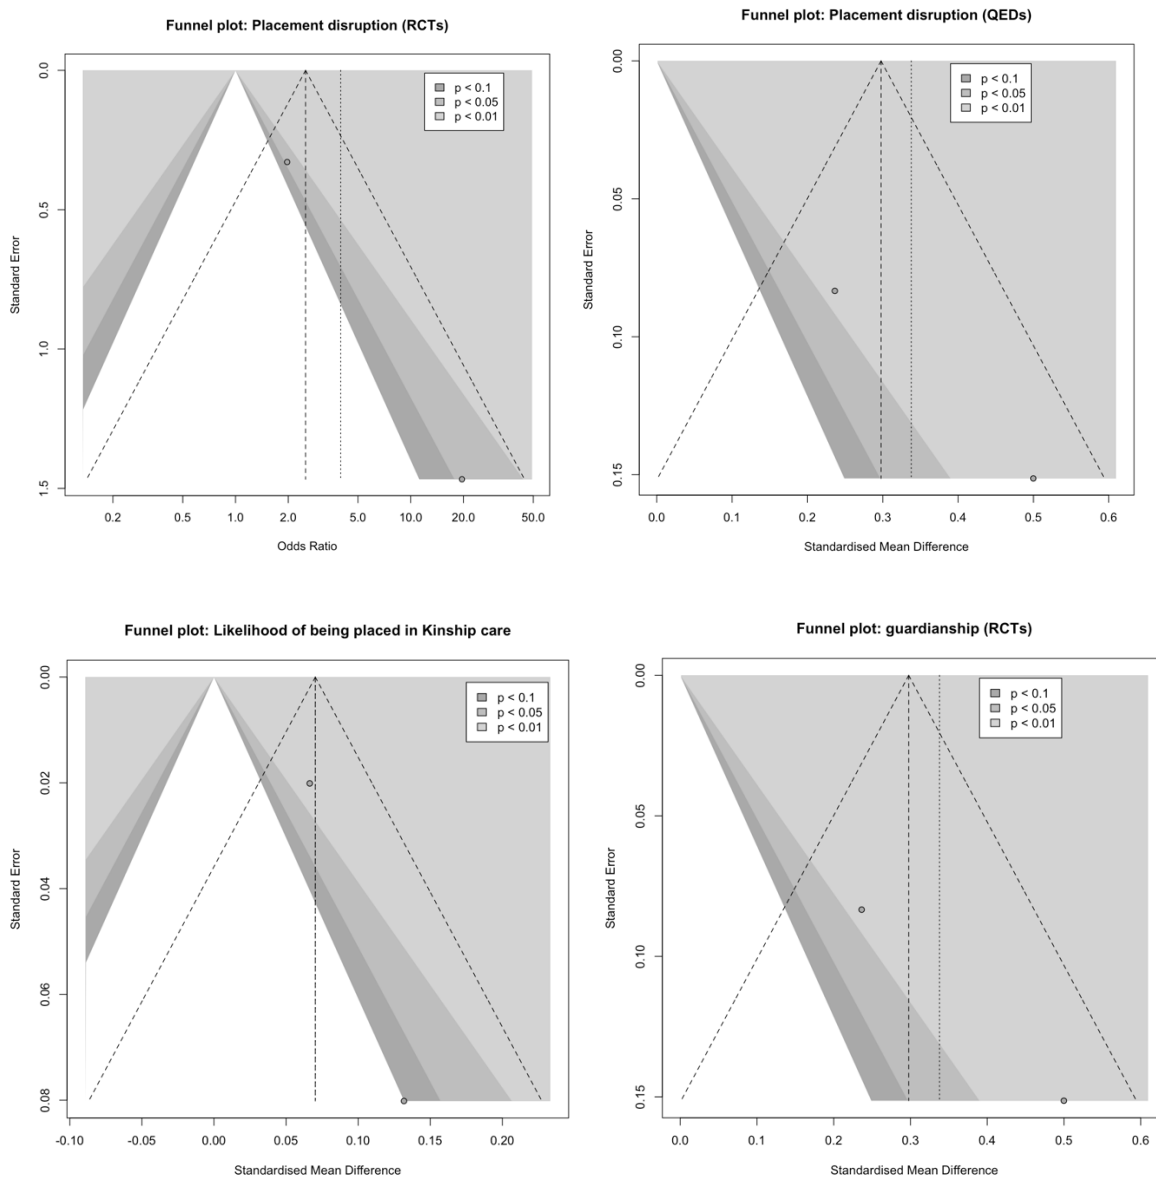 Funnel plot: Placement disruption (RCTs)
p < 0.1
p < 0.05
p < 0.01
0.0
0.5
1.0
1.5
Standard Error
0.2 0.5 1.0 2.0 5.0 10.0 20.0 50.0
Odds Ratio
Funnel plot: Placement disruption (QEDs)
p < 0.1
p < 0.05
p < 0.01
0.00
0.05
0.10
0.15
Standard Error
0.0 0.1 0.2 0.3 0.4 0.5 0.6
Standardised Mean Difference
Funnel plot: Likelihood of being placed in Kinship care
p < 0.1
p < 0.05
p < 0.01
0.00
0.02
0.04
0.06
0.08
Standard Error
-0.10 -0.05 0.00 0.05 0.10 0.15 0.20
Standardised Mean Difference
Funnel plot: guardianship (RCTs)
p < 0.1
p < 0.05
p < 0.01
0.00
0.05
0.10
0.15
Standard Error
0.0 0.1 0.2 0.3 0.4 0.5 0.6
Standardised Mean Difference